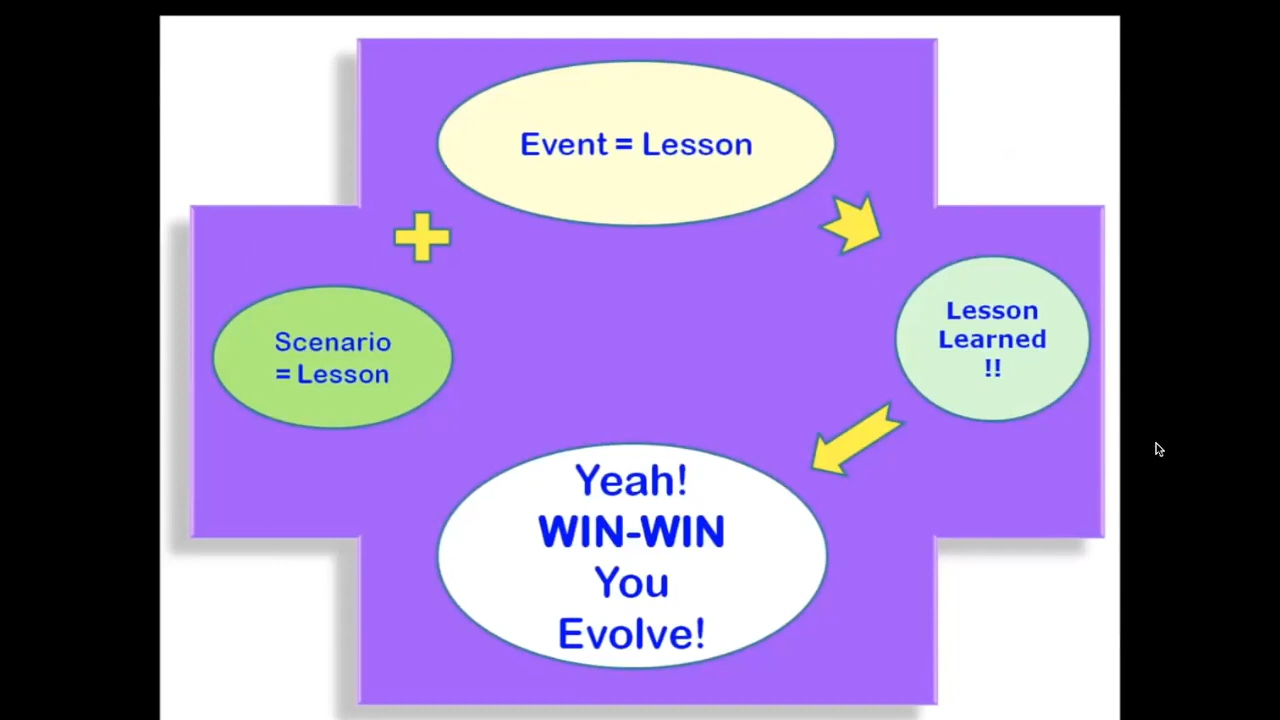 Event = Lesson
Scenario
= Lesson
Lesson
Learned
!!
Yeah!
WIN-WIN
You
Evolve!